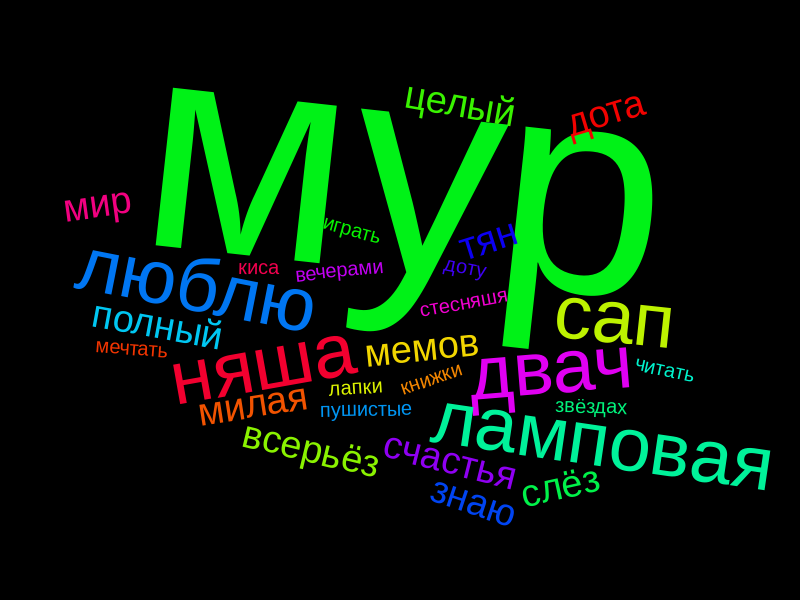 мур
целый
дота
мир
играть
тян
киса
вечерами
доту
люблю
стесняшя
сап
полный
мечтать
няша
мемов
двач
читать
милая
лапки
книжки
пушистые
звёздах
ламповая
всерьёз
счастья
слёз
знаю